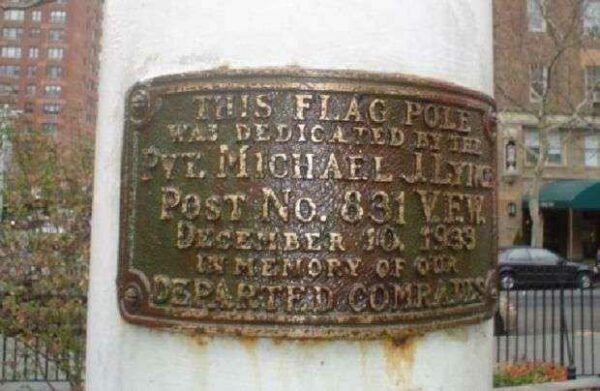 THIS FLAG POLE
WAS DEDICATED BY THE
PVT. MICHAEL J. LYNCH
POST NO. 831 V.F.W.
DECEMBER 10, 1933
IN MEMORY OF OUR
DEPARTED COMRADES